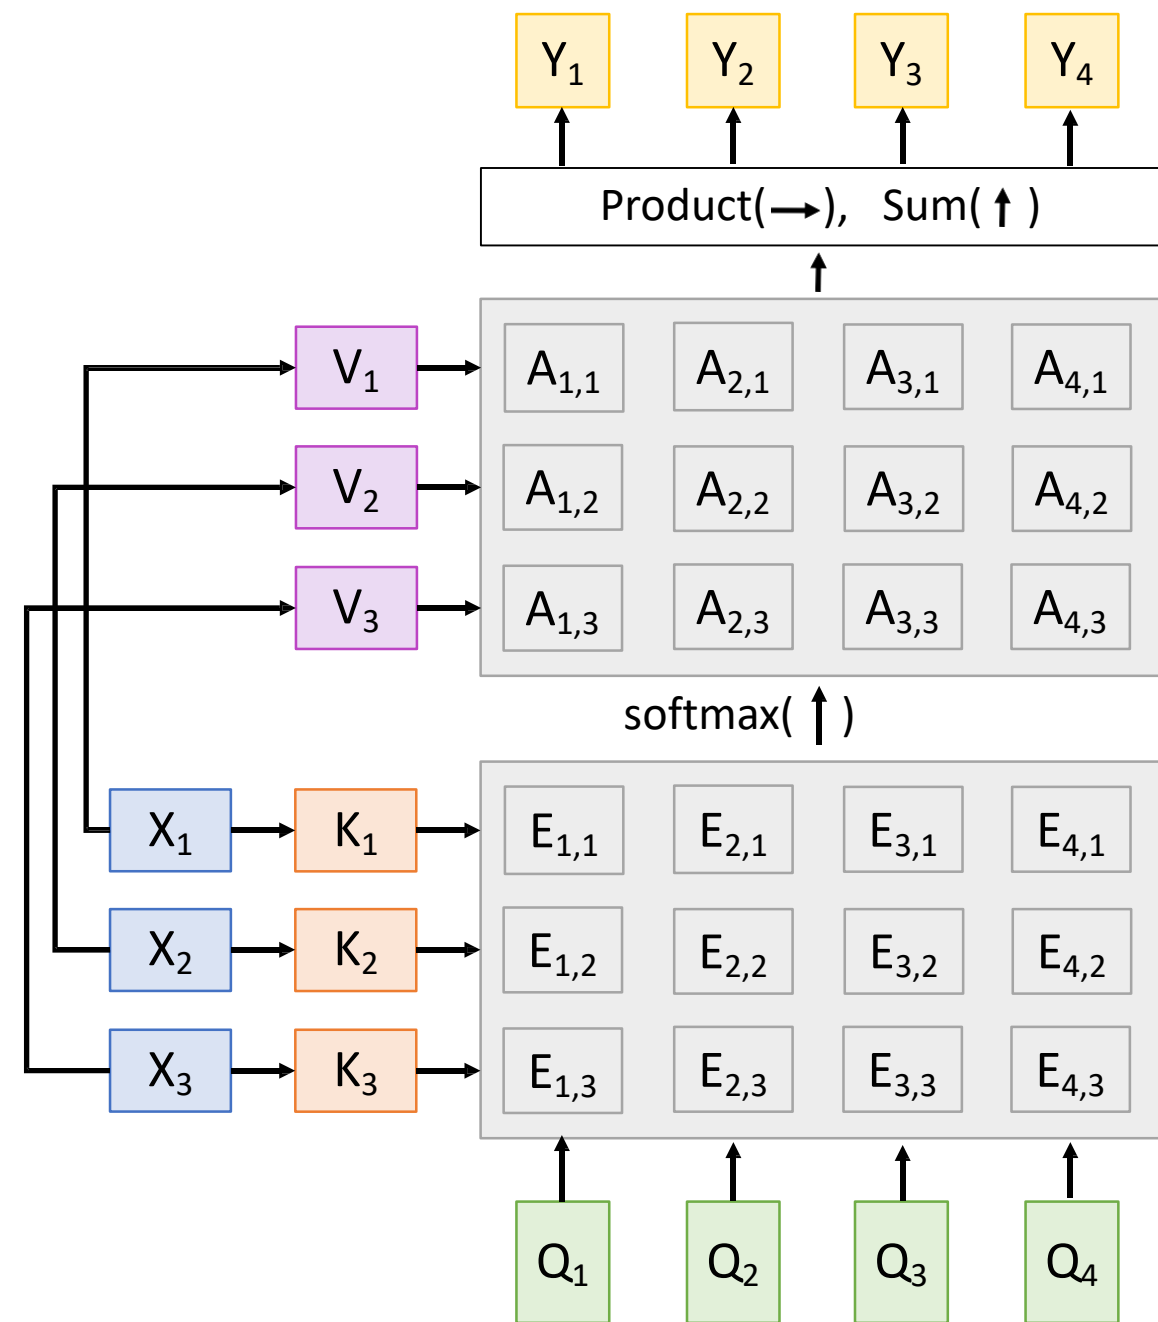 Y₁ Y₂ Y₃ Y₄
Product(→), Sum(↑)
V₁ A₁,₁ A₂,₁ A₃,₁ A₄,₁
V₂ A₁,₂ A₂,₂ A₃,₂ A₄,₂
V₃ A₁,₃ A₂,₃ A₃,₃ A₄,₃
softmax(↑)
X₁ K₁ E₁,₁ E₂,₁ E₃,₁ E₄,₁
X₂ K₂ E₁,₂ E₂,₂ E₃,₂ E₄,₂
X₃ K₃ E₁,₃ E₂,₃ E₃,₃ E₄,₃
Q₁ Q₂ Q₃ Q₄